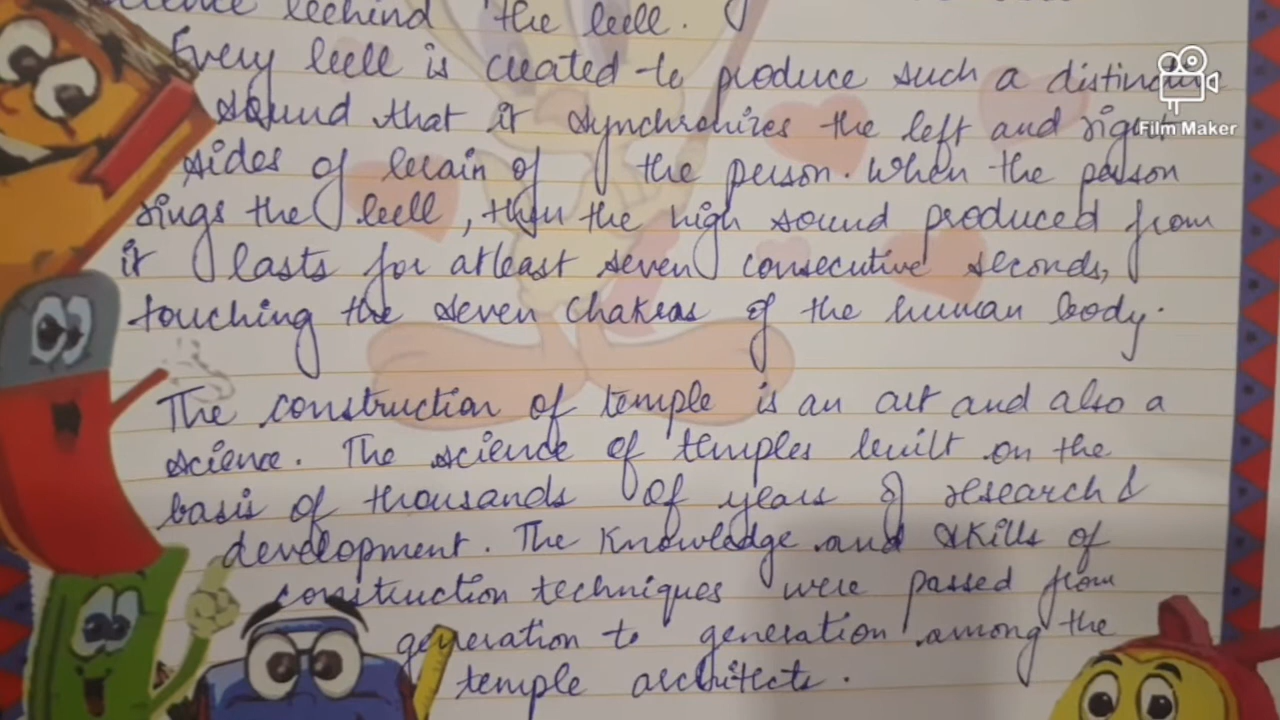 behind the bell.
Every bell is created to produce such a distinctive
sound that it synchronizes the left and right
sides of brain of the person. When the person
rings the bell, then the high sound produced from
it lasts for atleast seven consecutive seconds,
touching the seven chakras of the human body.
The construction of temple is an art and also a
science. The science of temples built on the
basis of thousands of years of research &
development. The knowledge and skills of
construction techniques were passed from
generation to generation among the
temple architects.
Film Maker